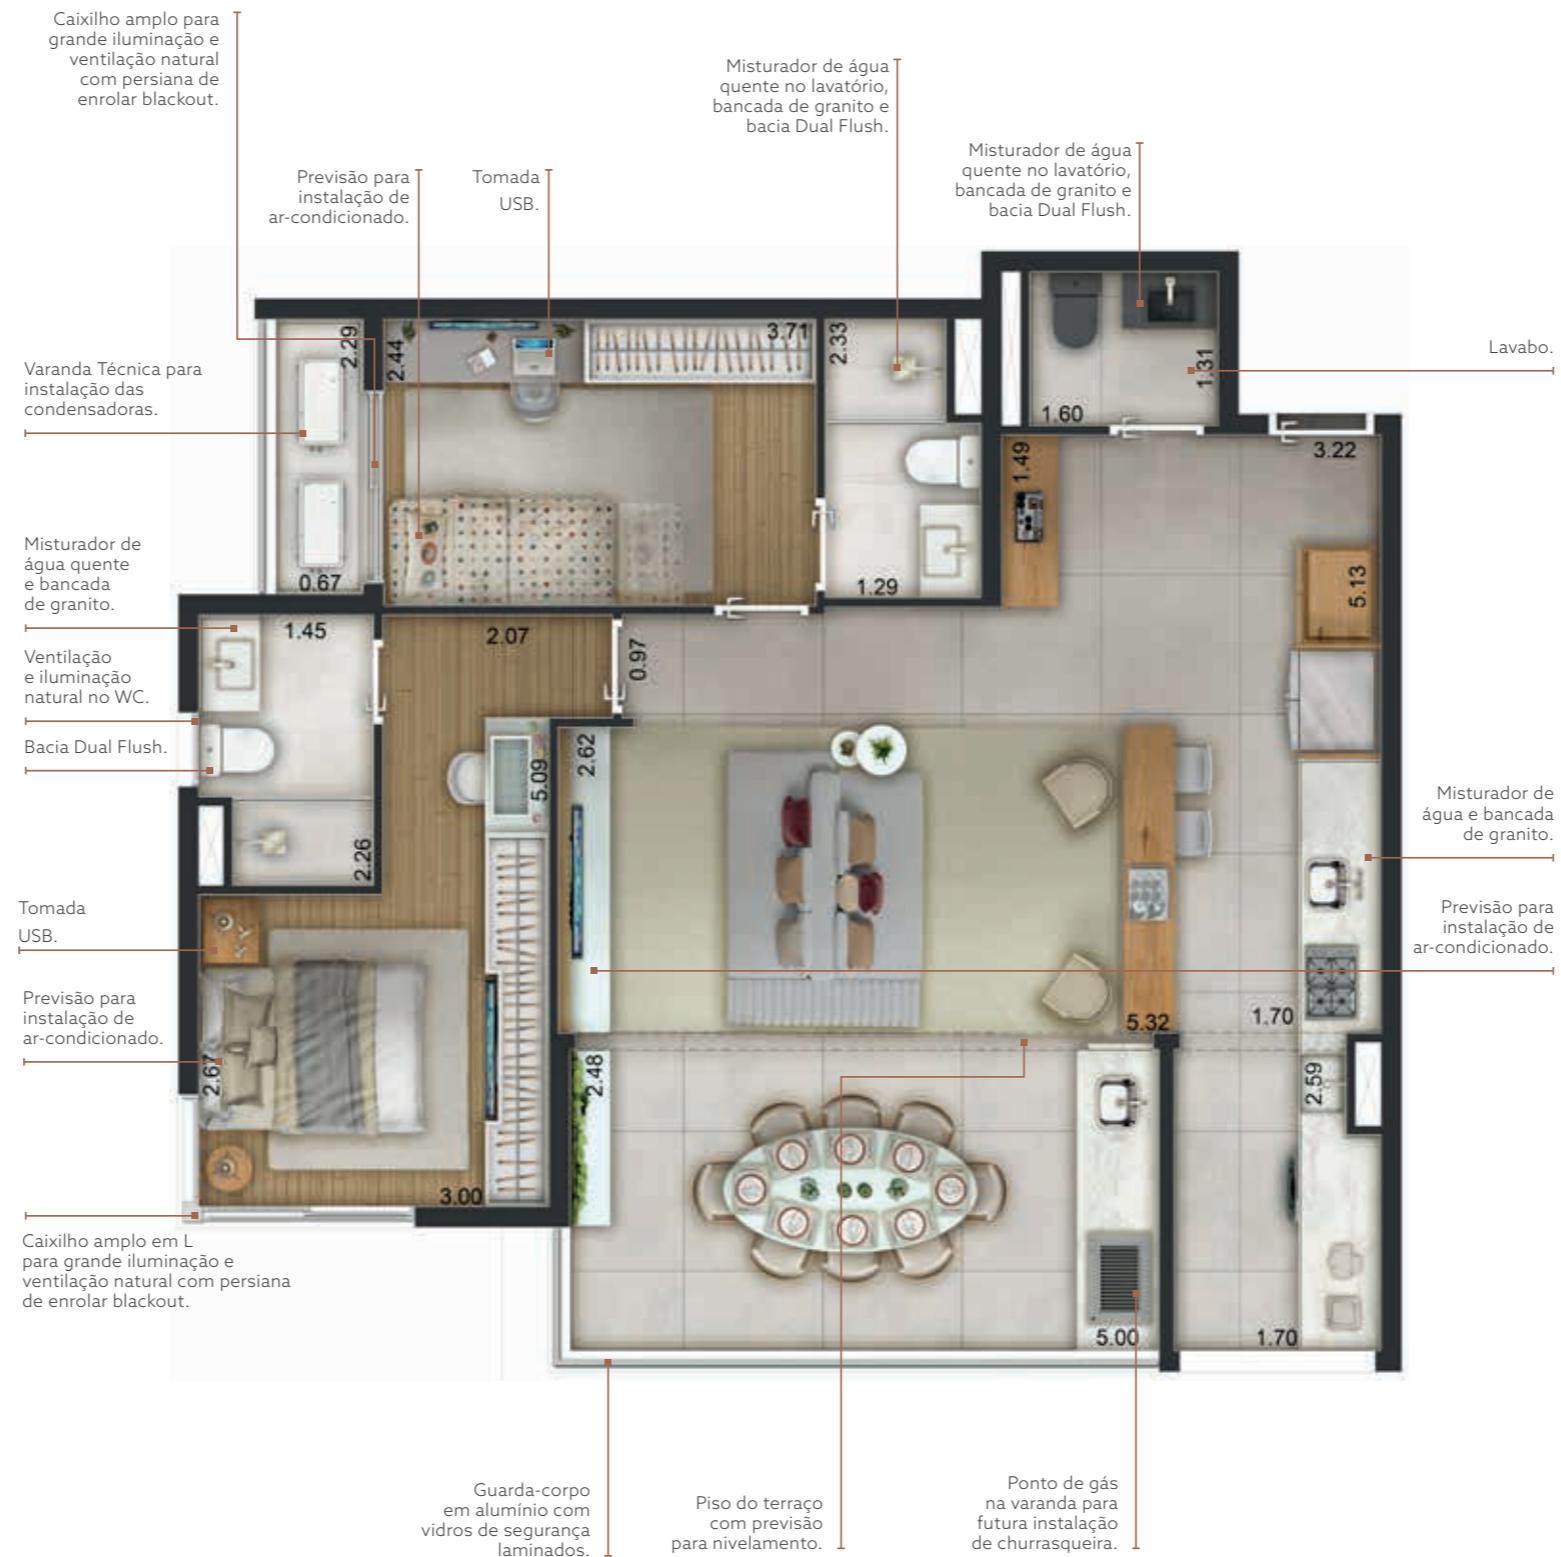 Caixilho amplo para
grande iluminação e
ventilação natural
com persiana de
enrolar blackout.
Misturador de água
quente no lavatório,
bancada de granito e
bacia Dual Flush.
Misturador de água
quente no lavatório,
bancada de granito e
bacia Dual Flush.
Previsão para
instalação de
ar-condicionado.
Tomada
USB.
Lavabo.
Varanda Técnica para
instalação das
condensadoras.
2.29
2.44
3.71
2.33
1.31
1.60
3.22
1.49
5.13
0.67
1.29
Misturador de
água quente
e bancada
de granito.
1.45
2.07
0.97
Ventilação
e iluminação
natural no WC.
Bacia Dual Flush.
2.62
5.09
2.26
Misturador de
água e bancada
de granito.
Tomada
USB.
Previsão para
instalação de
ar-condicionado.
Previsão para
instalação de
ar-condicionado.
5.32
1.70
2.67
2.48
2.59
3.00
Caixilho amplo em L
para grande iluminação e
ventilação natural com persiana
de enrolar blackout.
5.00
1.70
Guarda-corpo
em alumínio com
vidros de segurança
laminados.
Piso do terraço
com previsão
para nivelamento.
Ponto de gás
na varanda para
futura instalação
de churrasqueira.